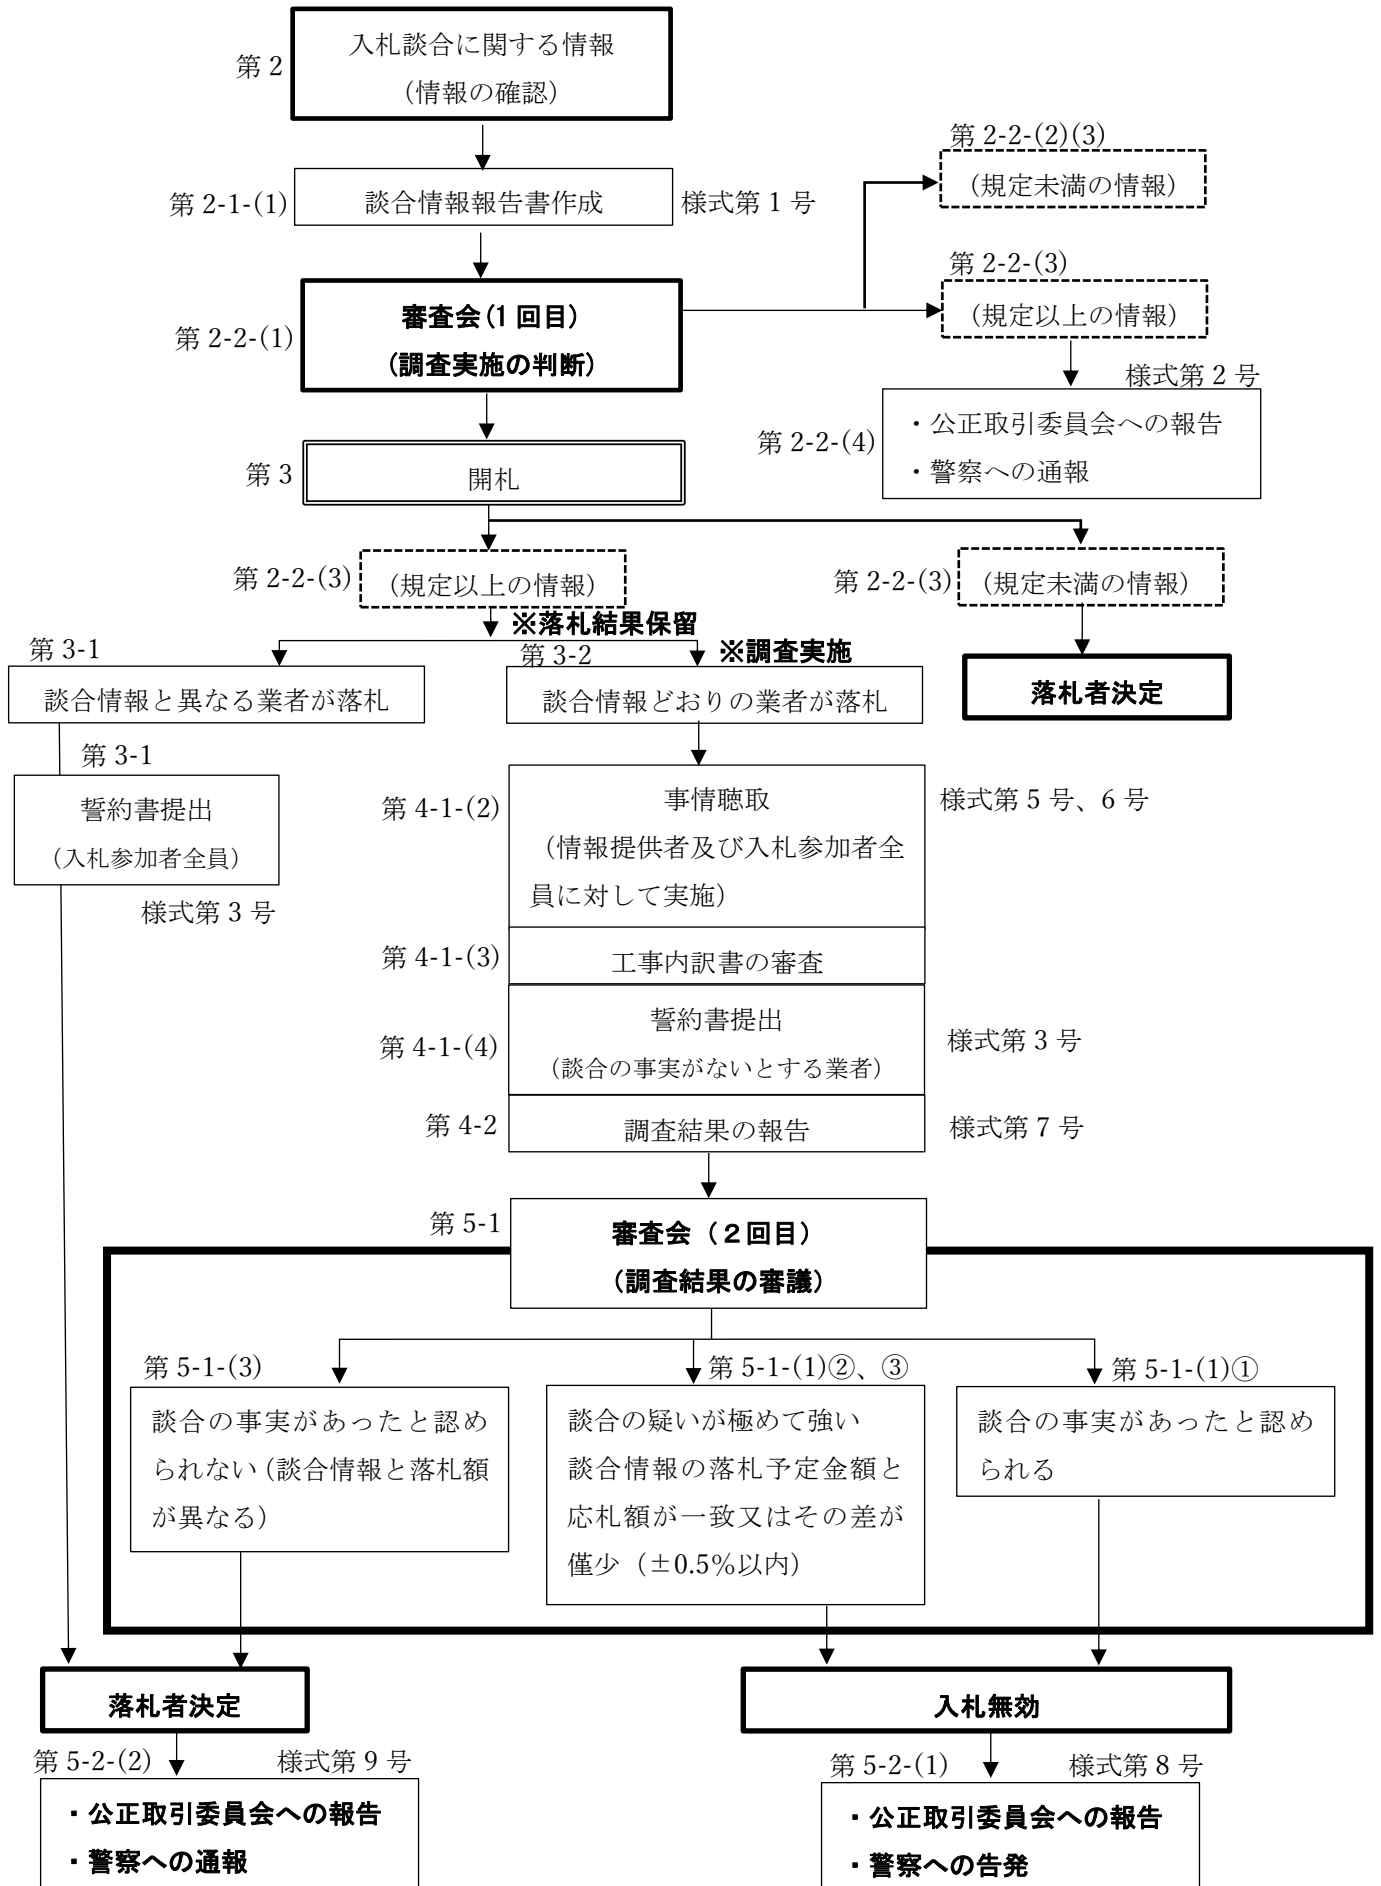 第 2
入札談合に関する情報
（情報の確認）
第 2-2-(2)(3)
（規定未満の情報）
第 2-1-(1)
談合情報報告書作成
様式第 1 号
第 2-2-(3)
（規定以上の情報）
第 2-2-(1)
審査会(1 回目)
(調査実施の判断)
様式第 2 号
第 2-2-(4)
・公正取引委員会への報告
・警察への通報
第 3
開札
第 2-2-(3)
（規定以上の情報）
第 2-2-(3)
（規定未満の情報）
※落札結果保留
第 3-1
第 3-2
※調査実施
談合情報と異なる業者が落札
談合情報どおりの業者が落札
落札者決定
第 3-1
誓約書提出
（入札参加者全員）
様式第 3 号
第 4-1-(2)
事情聴取
（情報提供者及び入札参加者全
員に対して実施）
様式第 5 号、6 号
第 4-1-(3)
工事内訳書の審査
第 4-1-(4)
誓約書提出
（談合の事実がないとする業者）
様式第 3 号
第 4-2
調査結果の報告
様式第 7 号
第 5-1
審査会（２回目）
（調査結果の審議）
第 5-1-(3)
談合の事実があったと認め
られない（談合情報と落札額
が異なる）
第 5-1-(1)②、③
談合の疑いが極めて強い
談合情報の落札予定金額と
応札額が一致又はその差が
僅少（±0.5%以内）
第 5-1-(1)①
談合の事実があったと認め
られる
落札者決定
入札無効
第 5-2-(2)
様式第 9 号
・公正取引委員会への報告
・警察への通報
第 5-2-(1)
様式第 8 号
・公正取引委員会への報告
・警察への告発